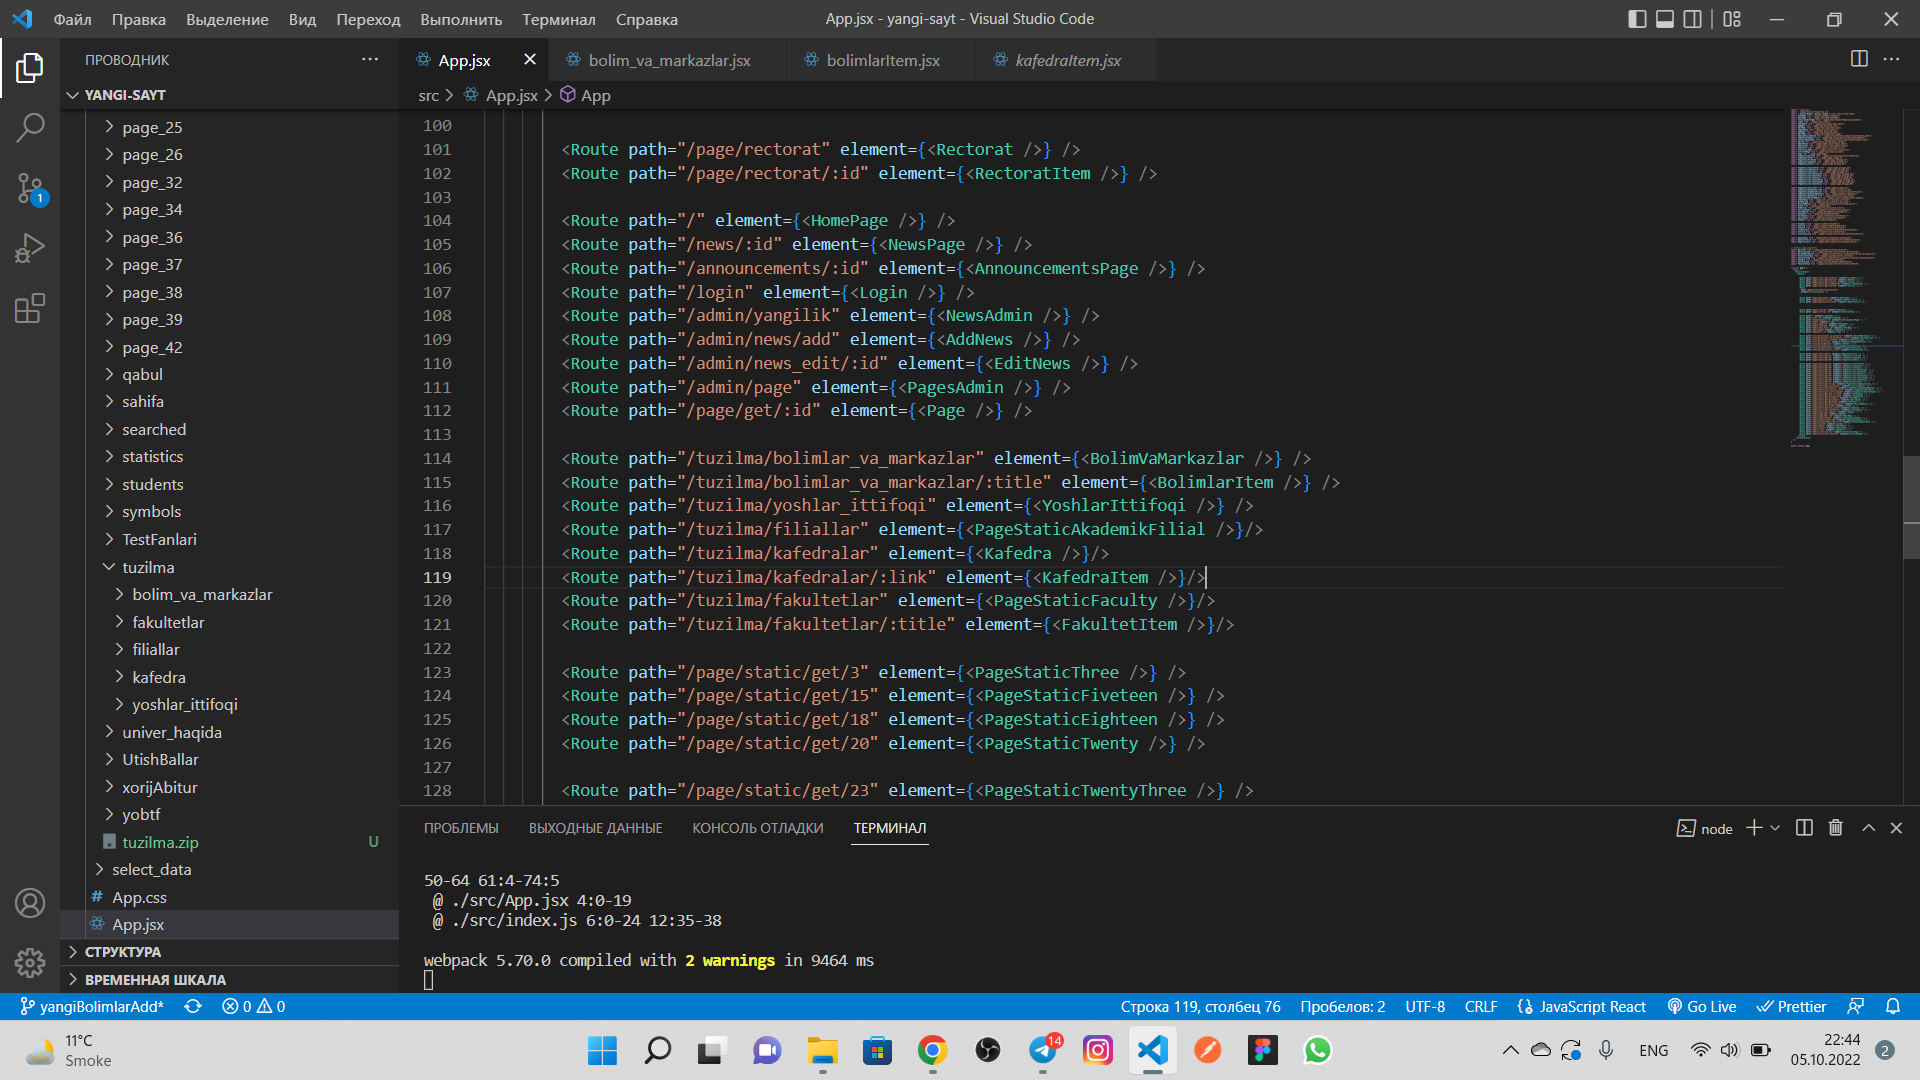 Файл Правка Выделение Вид Переход Выполнить Терминал Справка
App.jsx - yangi-sayt - Visual Studio Code
ПРОВОДНИК
App.jsx
bolim_va_markazlar.jsx
bolimlarItem.jsx
kafedraItem.jsx
YANGI-SAYT
src > App.jsx > App
page_25
page_26
page_32
page_34
page_36
page_37
page_38
page_39
page_42
qabul
sahifa
searched
statistics
students
symbols
TestFanlari
tuzilma
bolim_va_markazlar
fakultetlar
filiallar
kafedra
yoshlar_ittifoqi
univer_haqida
UtishBallar
xorijAbitur
yobtf
tuzilma.zip U
select_data
App.css
App.jsx
СТРУКТУРА
ВРЕМЕННАЯ ШКАЛА
1
100
101 <Route path="/page/rectorat" element={<Rectorat />} />
102 <Route path="/page/rectorat/:id" element={<RectoratItem />} />
103
104 <Route path="/" element={<HomePage />} />
105 <Route path="/news/:id" element={<NewsPage />} />
106 <Route path="/announcements/:id" element={<AnnouncementsPage />} />
107 <Route path="/login" element={<Login />} />
108 <Route path="/admin/yangilik" element={<NewsAdmin />} />
109 <Route path="/admin/news/add" element={<AddNews />} />
110 <Route path="/admin/news_edit/:id" element={<EditNews />} />
111 <Route path="/admin/page" element={<PagesAdmin />} />
112 <Route path="/page/get/:id" element={<Page />} />
113
114 <Route path="/tuzilma/bolimlar_va_markazlar" element={<BolimVaMarkazlar />} />
115 <Route path="/tuzilma/bolimlar_va_markazlar/:title" element={<BolimlarItem />} />
116 <Route path="/tuzilma/yoshlar_ittifoqi" element={<YoshlarIttifoqi />} />
117 <Route path="/tuzilma/filiallar" element={<PageStaticAkademikFilial />}/>
118 <Route path="/tuzilma/kafedralar" element={<Kafedra />}/>
119 <Route path="/tuzilma/kafedralar/:link" element={<KafedraItem />}/>
120 <Route path="/tuzilma/fakultetlar" element={<PageStaticFaculty />}/>
121 <Route path="/tuzilma/fakultetlar/:title" element={<FakultetItem />}/>
122
123 <Route path="/page/static/get/3" element={<PageStaticThree />} />
124 <Route path="/page/static/get/15" element={<PageStaticFiveteen />} />
125 <Route path="/page/static/get/18" element={<PageStaticEighteen />} />
126 <Route path="/page/static/get/20" element={<PageStaticTwenty />} />
127
128 <Route path="/page/static/get/23" element={<PageStaticTwentyThree />} />
ПРОБЛЕМЫ ВЫХОДНЫЕ ДАННЫЕ КОНСОЛЬ ОТЛАДКИ ТЕРМИНАЛ
node
50-64 61:4-74:5
@ ./src/App.jsx 4:0-19
@ ./src/index.js 6:0-24 12:35-38
webpack 5.70.0 compiled with 2 warnings in 9464 ms
yangiBolimlarAdd* 0 0
Строка 119, столбец 76 Пробелов: 2 UTF-8 CRLF JavaScript React Go Live Prettier
11°C
Smoke
14
ENG
22:44
05.10.2022
2